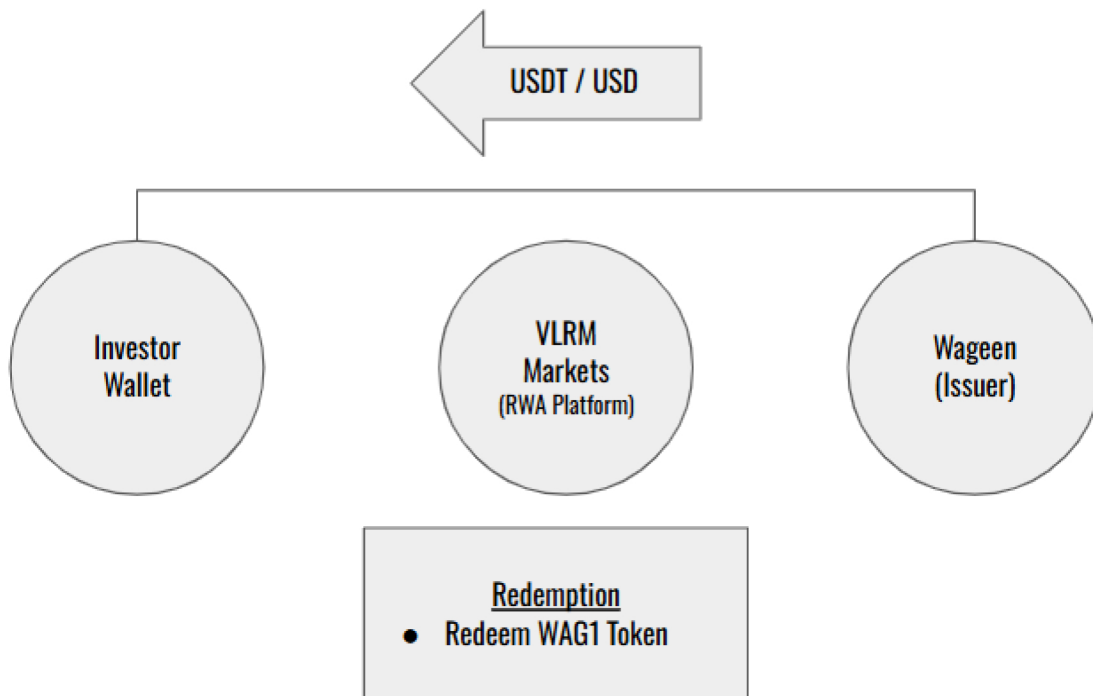 USDT / USD
Investor
Wallet
VLRM
Markets
(RWA Platform)
Wageen
(Issuer)
Redemption
● Redeem WAG1 Token